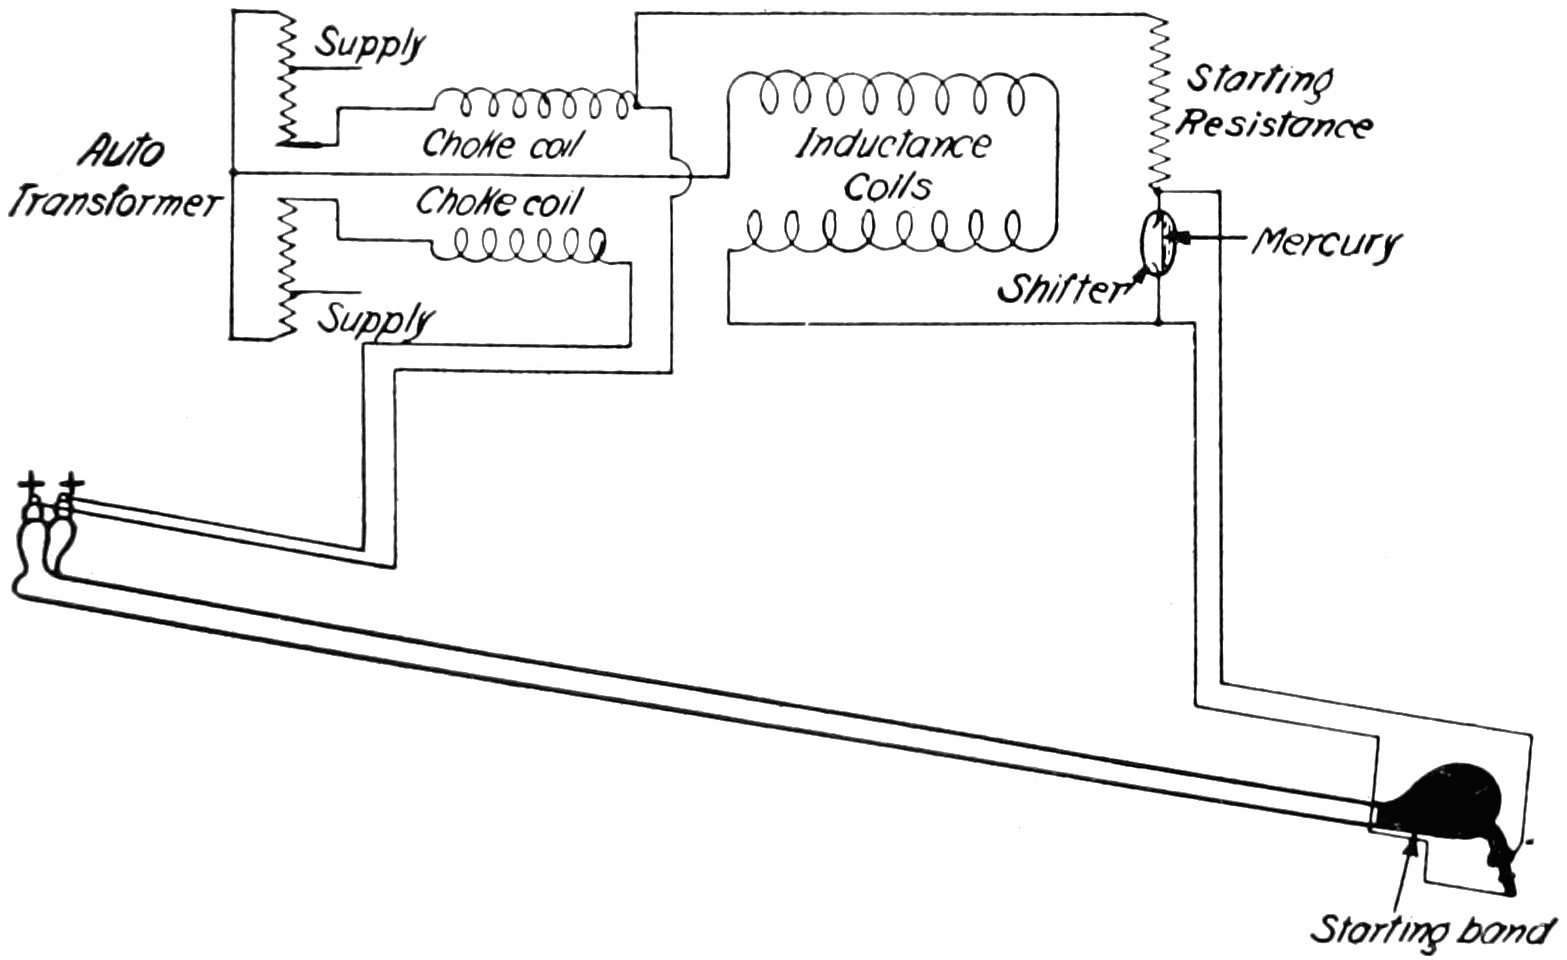 Supply
Auto
Transformer
Choke coil
Choke coil
Supply
Inductance
Coils
Starting
Resistance
Mercury
Shifter
+ +
-
Starting band